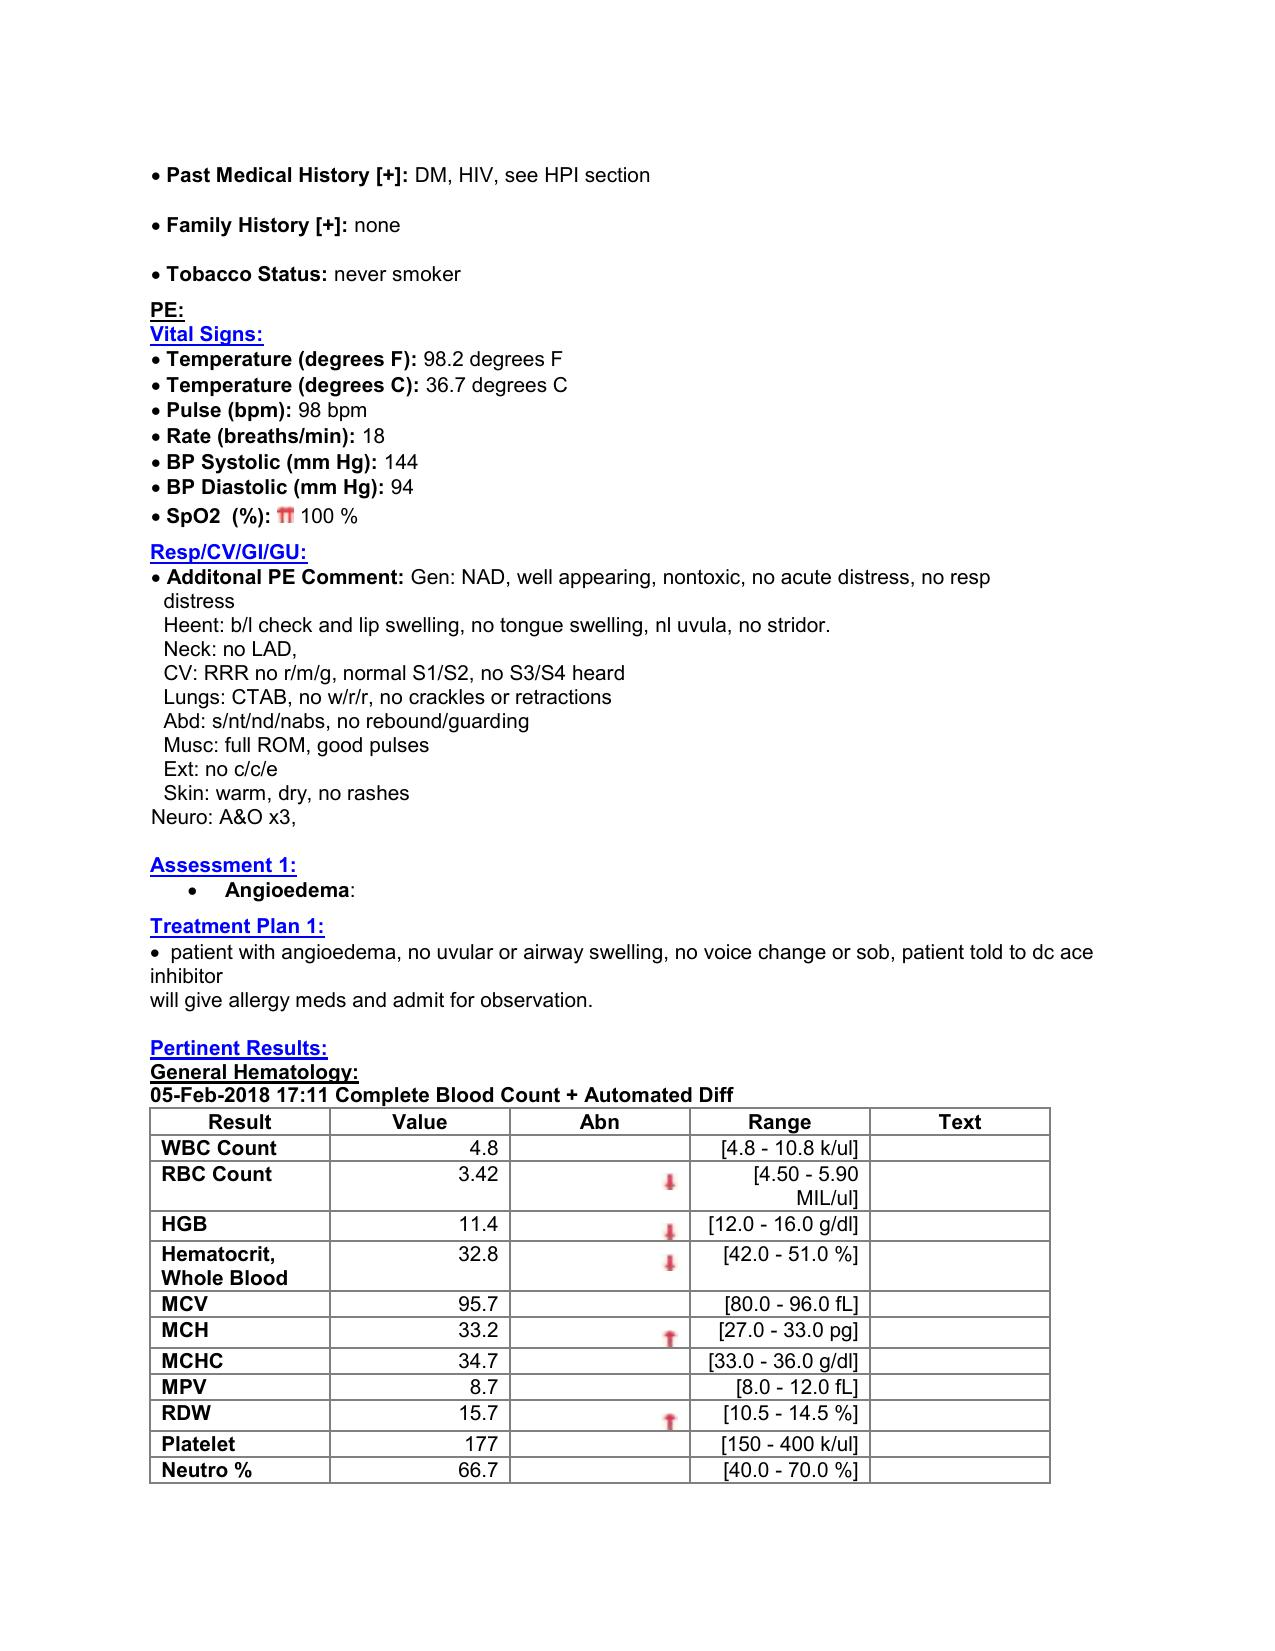 • Past Medical History [+]: DM, HIV, see HPI section
• Family History [+]: none
• Tobacco Status: never smoker
PE:
Vital Signs:
• Temperature (degrees F): 98.2 degrees F
• Temperature (degrees C): 36.7 degrees C
• Pulse (bpm): 98 bpm
• Rate (breaths/min): 18
• BP Systolic (mm Hg): 144
• BP Diastolic (mm Hg): 94
• SpO2 (%): ⇈ 100 %
Resp/CV/GI/GU:
• Additonal PE Comment: Gen: NAD, well appearing, nontoxic, no acute distress, no resp
distress
Heent: b/l check and lip swelling, no tongue swelling, nl uvula, no stridor.
Neck: no LAD,
CV: RRR no r/m/g, normal S1/S2, no S3/S4 heard
Lungs: CTAB, no w/r/r, no crackles or retractions
Abd: s/nt/nd/nabs, no rebound/guarding
Musc: full ROM, good pulses
Ext: no c/c/e
Skin: warm, dry, no rashes
Neuro: A&O x3,
Assessment 1:
• Angioedema:
Treatment Plan 1:
• patient with angioedema, no uvular or airway swelling, no voice change or sob, patient told to dc ace
inhibitor
will give allergy meds and admit for observation.
Pertinent Results:
General Hematology:
05-Feb-2018 17:11 Complete Blood Count + Automated Diff
Result Value Abn Range Text
WBC Count 4.8 [4.8 - 10.8 k/ul]
RBC Count 3.42 ↓ [4.50 - 5.90
MIL/ul]
HGB 11.4 ↓ [12.0 - 16.0 g/dl]
Hematocrit, 32.8 ↓ [42.0 - 51.0 %]
Whole Blood
MCV 95.7 [80.0 - 96.0 fL]
MCH 33.2 ↑ [27.0 - 33.0 pg]
MCHC 34.7 [33.0 - 36.0 g/dl]
MPV 8.7 [8.0 - 12.0 fL]
RDW 15.7 ↑ [10.5 - 14.5 %]
Platelet 177 [150 - 400 k/ul]
Neutro % 66.7 [40.0 - 70.0 %]